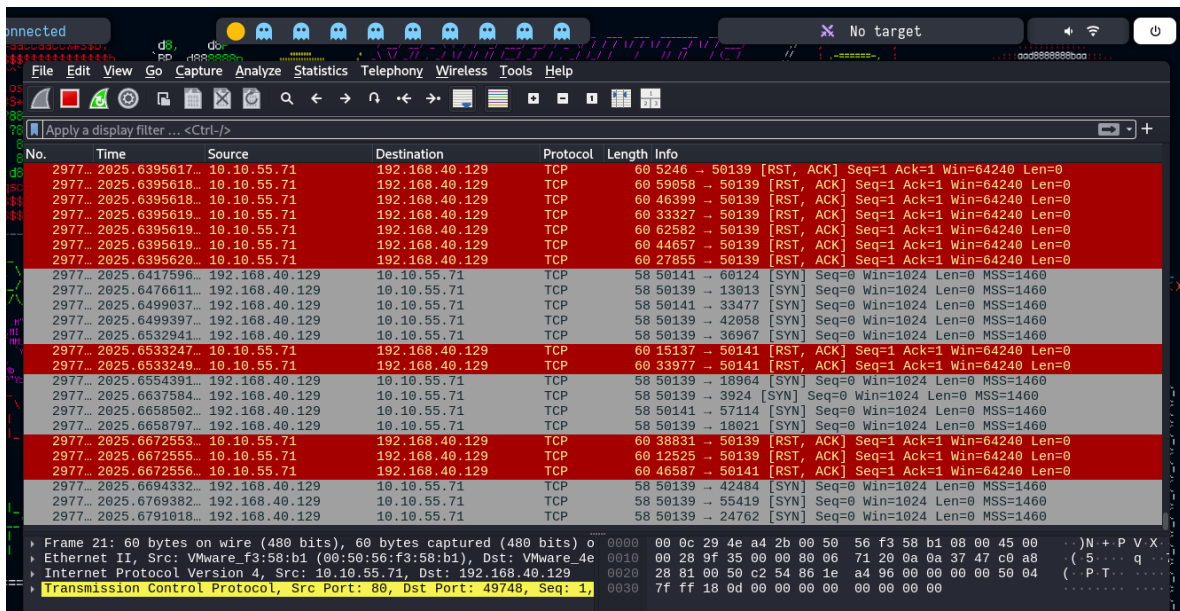 onnected No target
File Edit View Go Capture Analyze Statistics Telephony Wireless Tools Help
Apply a display filter ... <Ctrl-/>
No. Time Source Destination Protocol Length Info
2977… 2025.6395617… 10.10.55.71 192.168.40.129 TCP 60 5246 → 50139 [RST, ACK] Seq=1 Ack=1 Win=64240 Len=0
2977… 2025.6395618… 10.10.55.71 192.168.40.129 TCP 60 59058 → 50139 [RST, ACK] Seq=1 Ack=1 Win=64240 Len=0
2977… 2025.6395618… 10.10.55.71 192.168.40.129 TCP 60 46399 → 50139 [RST, ACK] Seq=1 Ack=1 Win=64240 Len=0
2977… 2025.6395619… 10.10.55.71 192.168.40.129 TCP 60 33327 → 50139 [RST, ACK] Seq=1 Ack=1 Win=64240 Len=0
2977… 2025.6395619… 10.10.55.71 192.168.40.129 TCP 60 62582 → 50139 [RST, ACK] Seq=1 Ack=1 Win=64240 Len=0
2977… 2025.6395619… 10.10.55.71 192.168.40.129 TCP 60 44657 → 50139 [RST, ACK] Seq=1 Ack=1 Win=64240 Len=0
2977… 2025.6395620… 10.10.55.71 192.168.40.129 TCP 60 27855 → 50139 [RST, ACK] Seq=1 Ack=1 Win=64240 Len=0
2977… 2025.6417596… 192.168.40.129 10.10.55.71 TCP 58 50141 → 60124 [SYN] Seq=0 Win=1024 Len=0 MSS=1460
2977… 2025.6476611… 192.168.40.129 10.10.55.71 TCP 58 50139 → 13013 [SYN] Seq=0 Win=1024 Len=0 MSS=1460
2977… 2025.6499037… 192.168.40.129 10.10.55.71 TCP 58 50141 → 33477 [SYN] Seq=0 Win=1024 Len=0 MSS=1460
2977… 2025.6499397… 192.168.40.129 10.10.55.71 TCP 58 50139 → 42058 [SYN] Seq=0 Win=1024 Len=0 MSS=1460
2977… 2025.6532941… 192.168.40.129 10.10.55.71 TCP 58 50139 → 36967 [SYN] Seq=0 Win=1024 Len=0 MSS=1460
2977… 2025.6533247… 10.10.55.71 192.168.40.129 TCP 60 15137 → 50141 [RST, ACK] Seq=1 Ack=1 Win=64240 Len=0
2977… 2025.6533249… 10.10.55.71 192.168.40.129 TCP 60 33977 → 50141 [RST, ACK] Seq=1 Ack=1 Win=64240 Len=0
2977… 2025.6554391… 192.168.40.129 10.10.55.71 TCP 58 50139 → 18964 [SYN] Seq=0 Win=1024 Len=0 MSS=1460
2977… 2025.6637584… 192.168.40.129 10.10.55.71 TCP 58 50139 → 3924 [SYN] Seq=0 Win=1024 Len=0 MSS=1460
2977… 2025.6658502… 192.168.40.129 10.10.55.71 TCP 58 50141 → 57114 [SYN] Seq=0 Win=1024 Len=0 MSS=1460
2977… 2025.6658797… 192.168.40.129 10.10.55.71 TCP 58 50139 → 18021 [SYN] Seq=0 Win=1024 Len=0 MSS=1460
2977… 2025.6672553… 10.10.55.71 192.168.40.129 TCP 60 38831 → 50139 [RST, ACK] Seq=1 Ack=1 Win=64240 Len=0
2977… 2025.6672555… 10.10.55.71 192.168.40.129 TCP 60 12525 → 50139 [RST, ACK] Seq=1 Ack=1 Win=64240 Len=0
2977… 2025.6672556… 10.10.55.71 192.168.40.129 TCP 60 46587 → 50141 [RST, ACK] Seq=1 Ack=1 Win=64240 Len=0
2977… 2025.6694332… 192.168.40.129 10.10.55.71 TCP 58 50139 → 42484 [SYN] Seq=0 Win=1024 Len=0 MSS=1460
2977… 2025.6769382… 192.168.40.129 10.10.55.71 TCP 58 50139 → 55419 [SYN] Seq=0 Win=1024 Len=0 MSS=1460
2977… 2025.6791018… 192.168.40.129 10.10.55.71 TCP 58 50139 → 24762 [SYN] Seq=0 Win=1024 Len=0 MSS=1460
Frame 21: 60 bytes on wire (480 bits), 60 bytes captured (480 bits) o 0000 00 0c 29 4e a4 2b 00 50 56 f3 58 b1 08 00 45 00 ··)N·+·P V·X·
Ethernet II, Src: VMware_f3:58:b1 (00:50:56:f3:58:b1), Dst: VMware_4e 0010 00 28 9f 35 00 00 80 06 71 20 0a 0a 37 47 c0 a8 ·(·5···· q ···
Internet Protocol Version 4, Src: 10.10.55.71, Dst: 192.168.40.129 0020 28 81 00 50 c2 54 86 1e a4 96 00 00 00 00 50 04 (··P·T·· ····
Transmission Control Protocol, Src Port: 80, Dst Port: 49748, Seq: 1, 0030 7f ff 18 0d 00 00 00 00 00 00 00 00